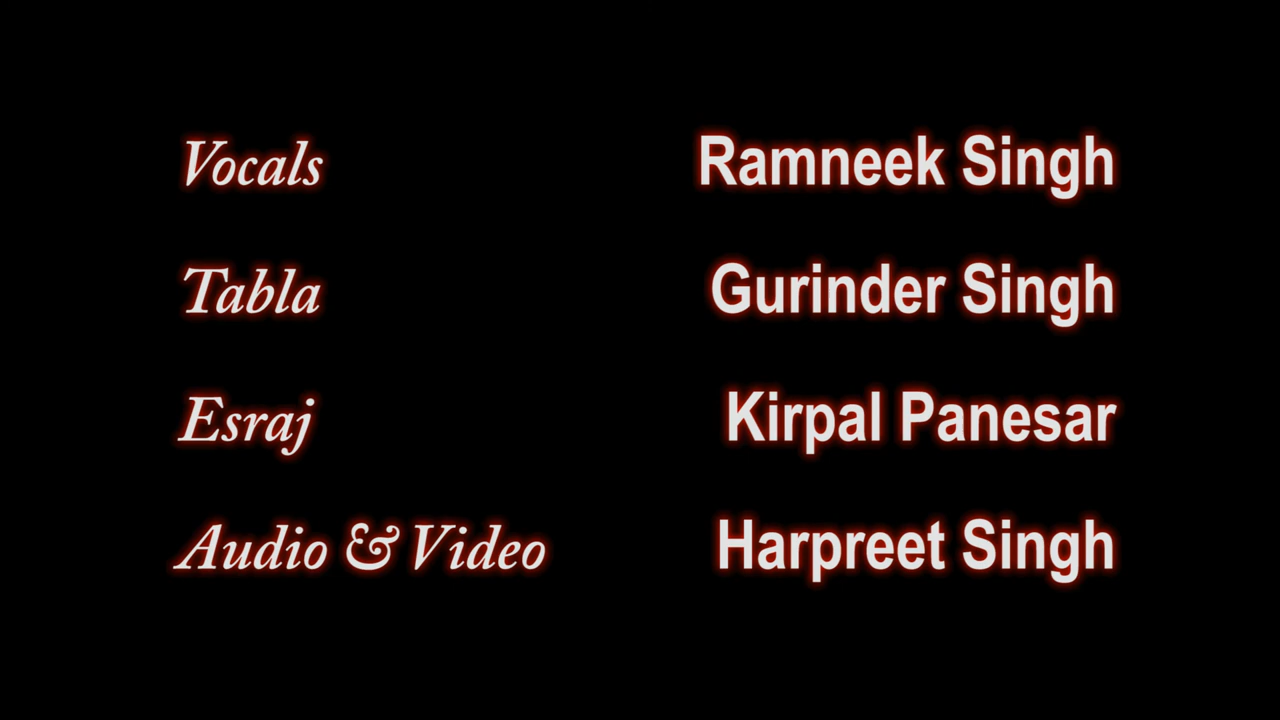 Vocals Ramneek Singh
Tabla Gurinder Singh
Esraj Kirpal Panesar
Audio & Video Harpreet Singh